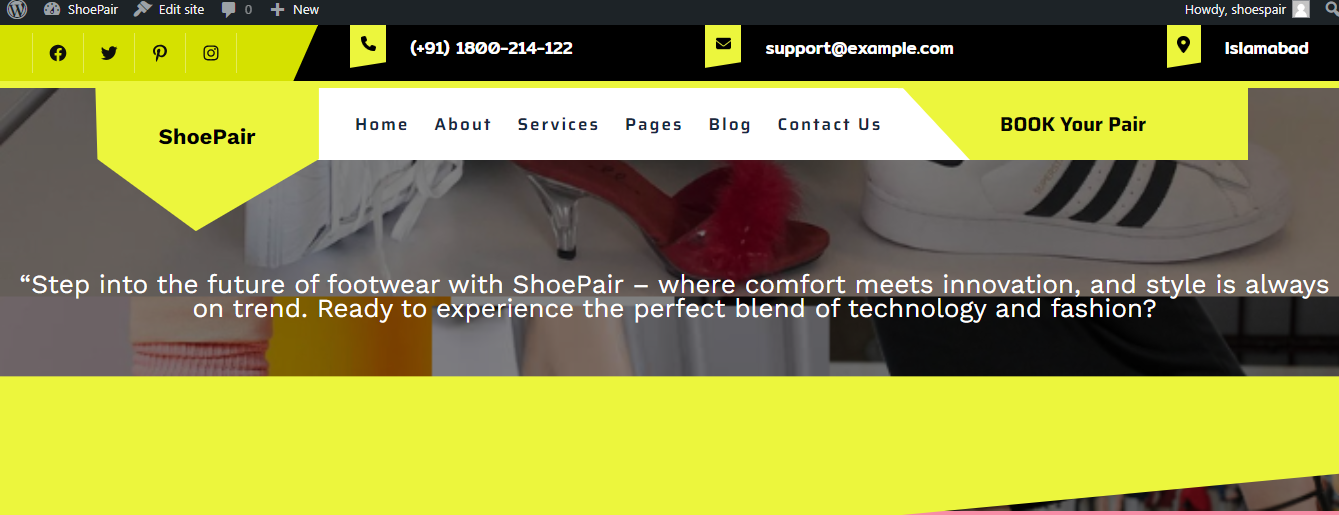 ShoePair Edit site 0 New Howdy, shoespair
(+91) 1800-214-122 support@example.com Islamabad
ShoePair Home About Services Pages Blog Contact Us BOOK Your Pair
“Step into the future of footwear with ShoePair – where comfort meets innovation, and style is always
on trend. Ready to experience the perfect blend of technology and fashion?